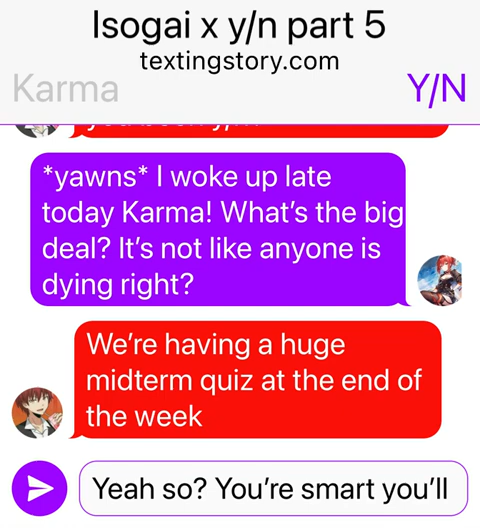 Isogai x y/n part 5
textingstory.com
Karma
Y/N
*yawns* I woke up late
today Karma! What's the big
deal? It's not like anyone is
dying right?
We're having a huge
midterm quiz at the end of
the week
Yeah so? You're smart you'll